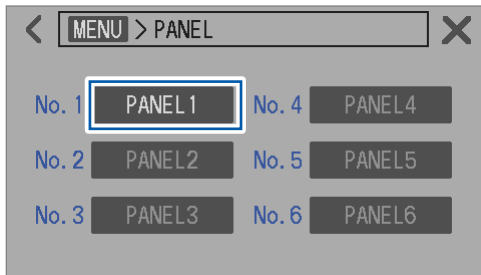 MENU > PANEL
No. 1 PANEL1 No. 4 PANEL4
No. 2 PANEL2 No. 5 PANEL5
No. 3 PANEL3 No. 6 PANEL6